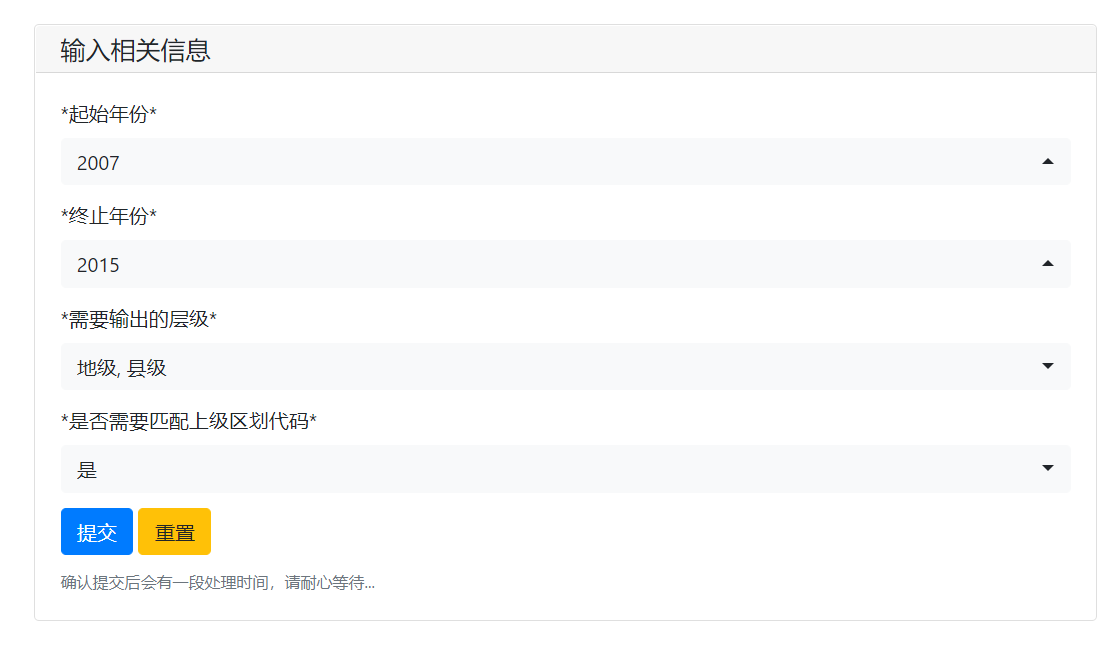 输入相关信息
*起始年份*
2007
*终止年份*
2015
*需要输出的层级*
地级, 县级
*是否需要匹配上级区划代码*
是
提交 重置
确认提交后会有一段处理时间，请耐心等待...